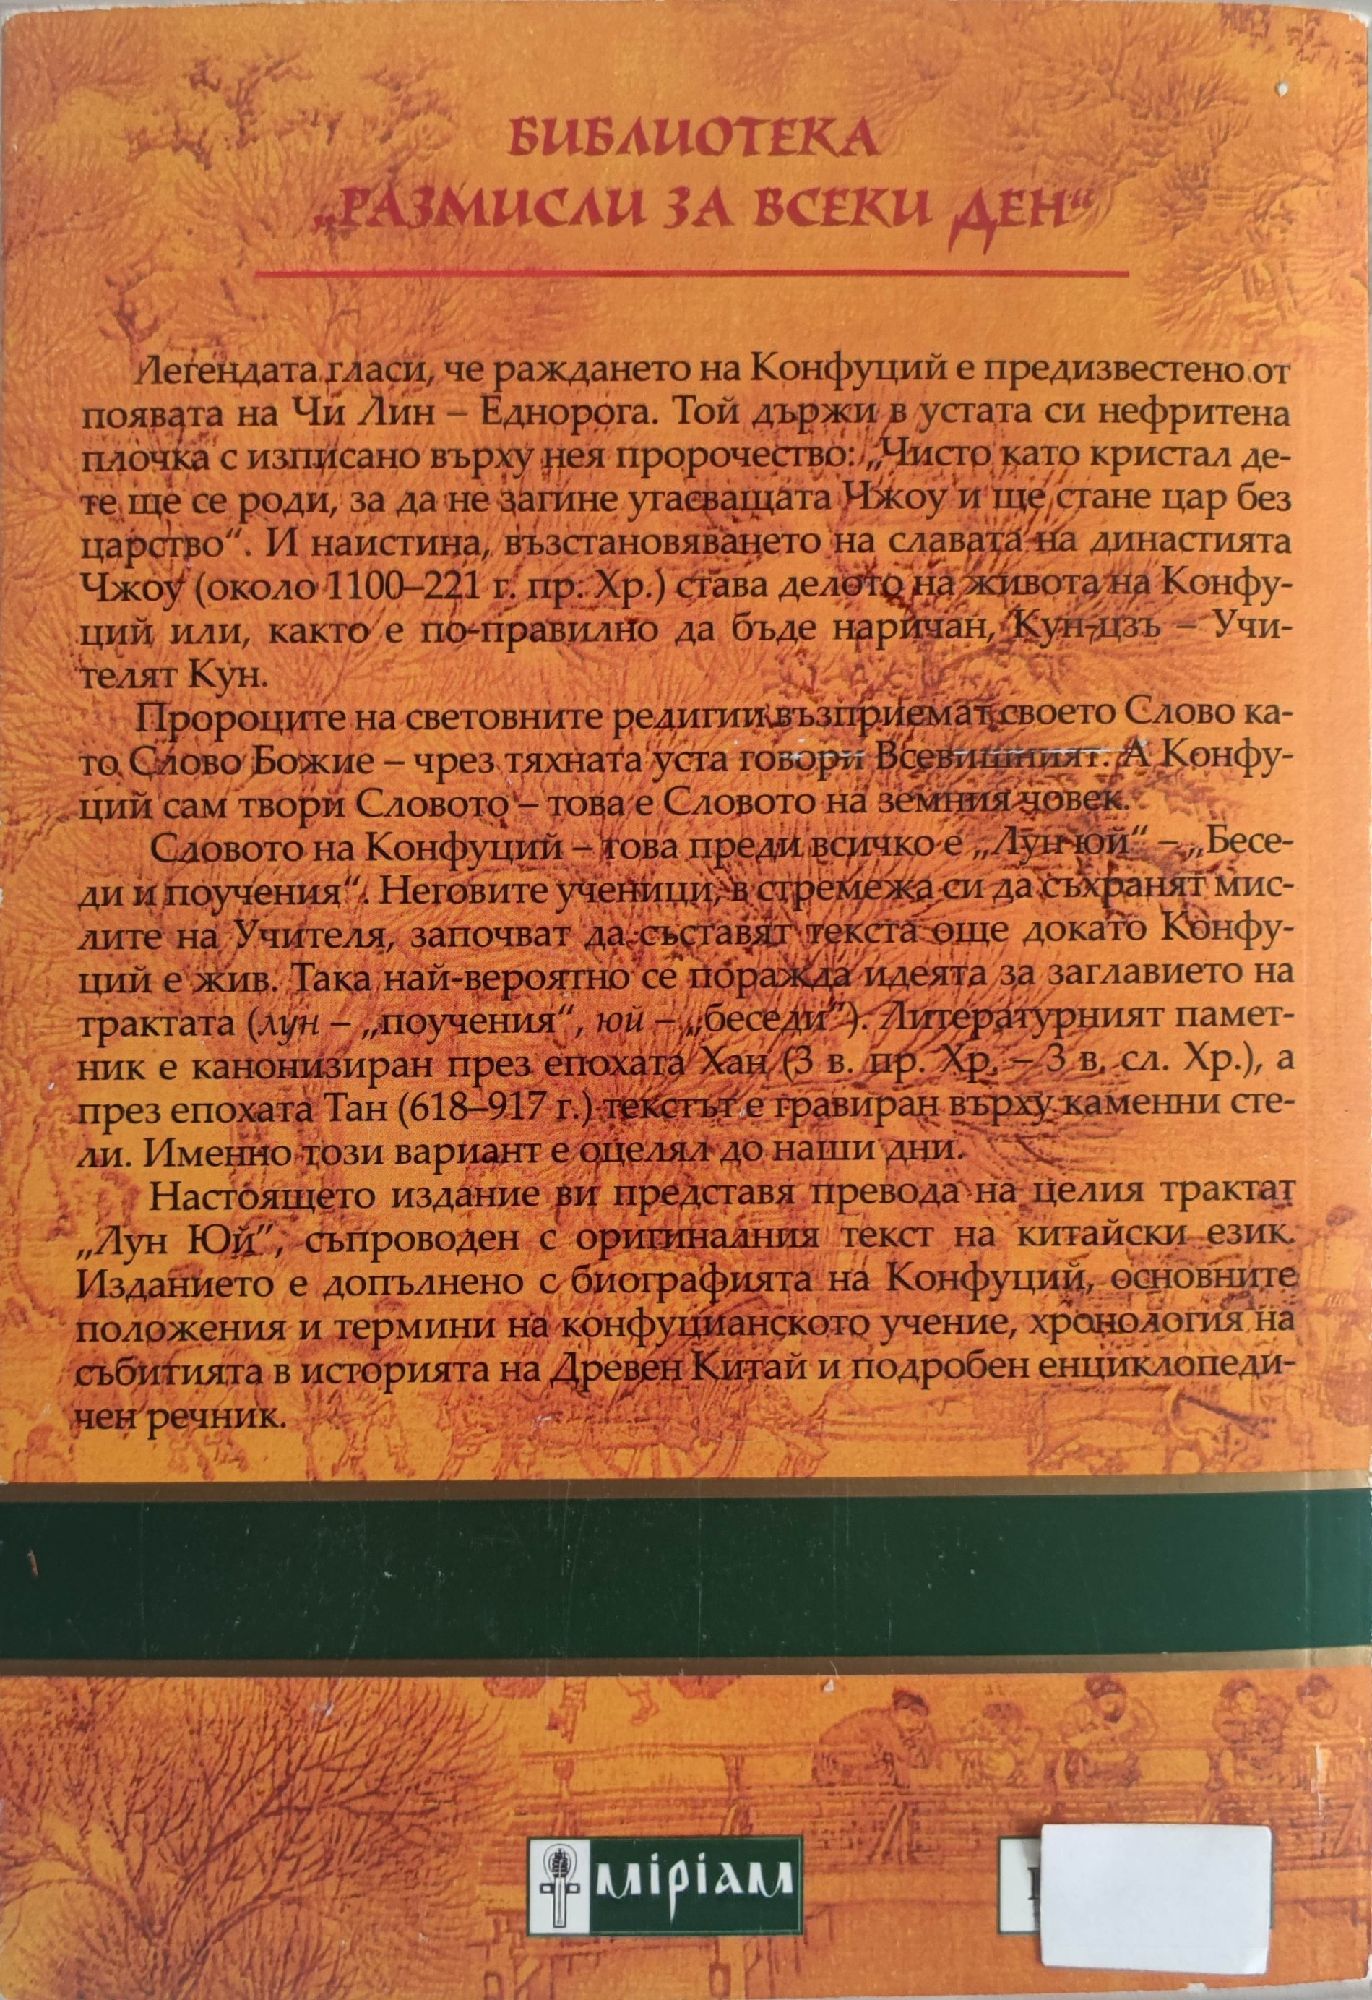 БИБЛИОТЕКА
„РАЗМИСЛИ ЗА ВСЕКИ ДЕН“
Легендата гласи, че раждането на Конфуций е предизвестено от
появата на Чи Лин – Еднорога. Той държи в устата си нефритена
плочка с изписано върху нея пророчество: „Чисто като кристал де-
те ще се роди, за да не загине угасващата Чжоу и ще стане цар без
царство“. И наистина, възстановяването на славата на династията
Чжоу (около 1100–221 г. пр. Хр.) става делото на живота на Конфу-
ций или, както е по-правилно да бъде наричан, Кун-цзъ – Учи-
телят Кун.
Пророците на световните религии възприемат своето Слово ка-
то Слово Божие – чрез тяхната уста говори Всевишният. А Конфу-
ций сам твори Словото – това е Словото на земния човек.
Словото на Конфуций – това преди всичко е „Лун юй“ – „Бесе-
ди и поучения“. Неговите ученици, в стремежа си да съхранят мис-
лите на Учителя, започват да съставят текста още докато Конфу-
ций е жив. Така най-вероятно се поражда идеята за заглавието на
трактата (лун – „поучения“, юй – „беседи”). Литературният памет-
ник е канонизиран през епохата Хан (3 в. пр. Хр. – 3 в. сл. Хр.), а
през епохата Тан (618–917 г.) текстът е гравиран върху каменни сте-
ли. Именно този вариант е оцелял до наши дни.
Настоящето издание ви представя превода на целия трактат
„Лун Юй”, съпроводен с оригиналния текст на китайски език.
Изданието е допълнено с биографията на Конфуций, основните
положения и термини на конфуцианското учение, хронология на
събитията в историята на Древен Китай и подробен енциклопеди-
чен речник.
міріам